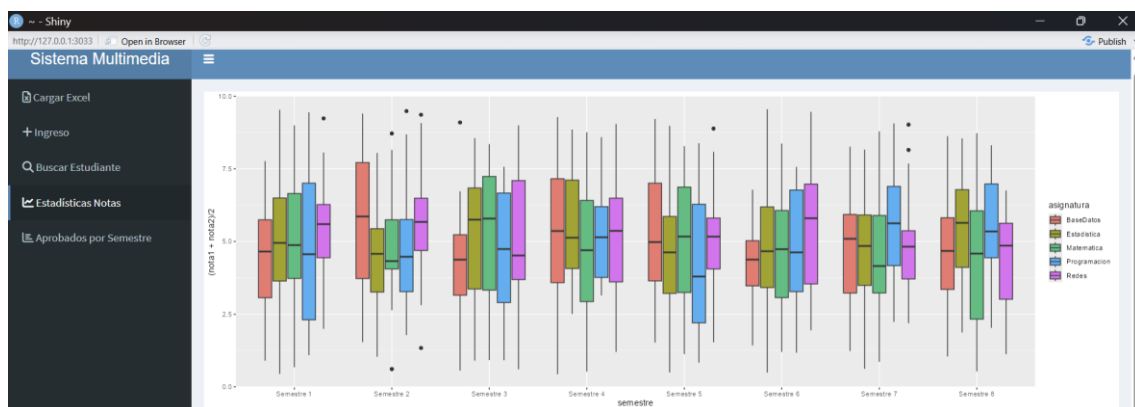 ~ - Shiny
http://127.0.0.1:3033 Open in Browser Publish
Sistema Multimedia
Cargar Excel
Ingreso
Buscar Estudiante
Estadísticas Notas
Aprobados por Semestre
(nota1 + nota2)/2
10.0
7.5
5.0
2.5
0.0
Semestre 1 Semestre 2 Semestre 3 Semestre 4 Semestre 5 Semestre 6 Semestre 7 Semestre 8
semestre
asignatura
BaseDatos
Estadistica
Matematica
Programacion
Redes